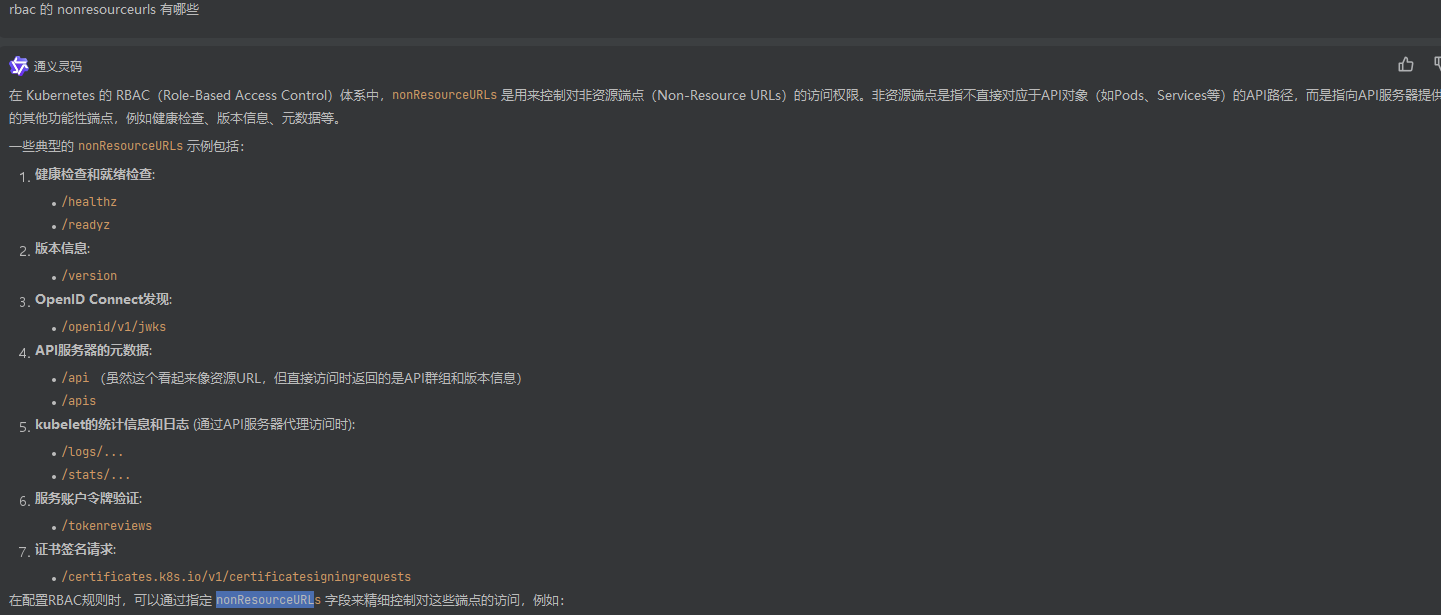 rbac 的 nonresourceurls 有哪些
通义灵码
在 Kubernetes 的 RBAC（Role-Based Access Control）体系中，nonResourceURLs 是用来控制对非资源端点（Non-Resource URLs）的访问权限。非资源端点是指不直接对应于API对象（如Pods、Services等）的API路径，而是指向API服务器提供
的其他功能性端点，例如健康检查、版本信息、元数据等。
一些典型的 nonResourceURLs 示例包括：
1. 健康检查和就绪检查:
• /healthz
• /readyz
2. 版本信息:
• /version
3. OpenID Connect发现:
• /openid/v1/jwks
4. API服务器的元数据:
• /api （虽然这个看起来像资源URL，但直接访问时返回的是API群组和版本信息）
• /apis
5. kubelet的统计信息和日志 (通过API服务器代理访问时):
• /logs/...
• /stats/...
6. 服务账户令牌验证:
• /tokenreviews
7. 证书签名请求:
• /certificates.k8s.io/v1/certificatesigningrequests
在配置RBAC规则时，可以通过指定 nonResourceURLs 字段来精细控制对这些端点的访问，例如：